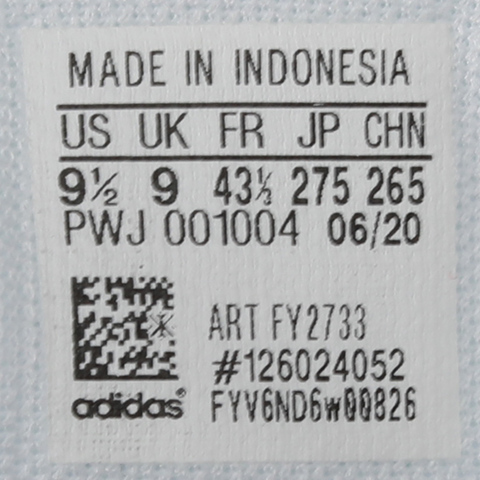 MADE IN INDONESIA
US UK FR JP CHN
9½ 9 43⅓ 275 265
PWJ 001004 06/20
ART FY2733
#126024052
adidas® FYV6ND6w00826